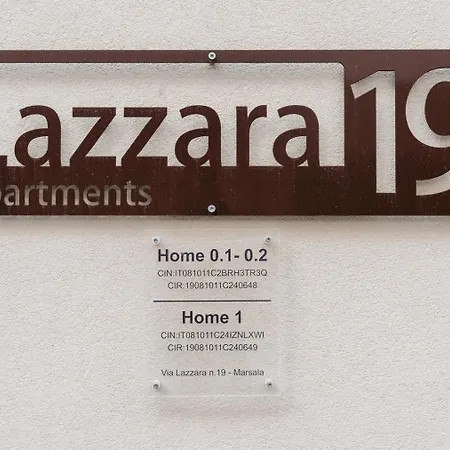 Lazzara 19
partments
Home 0.1- 0.2
CIN:IT081011C2BRH3TR3Q
CIR:19081011C240648
Home 1
CIN:IT081011C24IZNLXWI
CIR:19081011C240649
Via Lazzara n.19 - Marsala